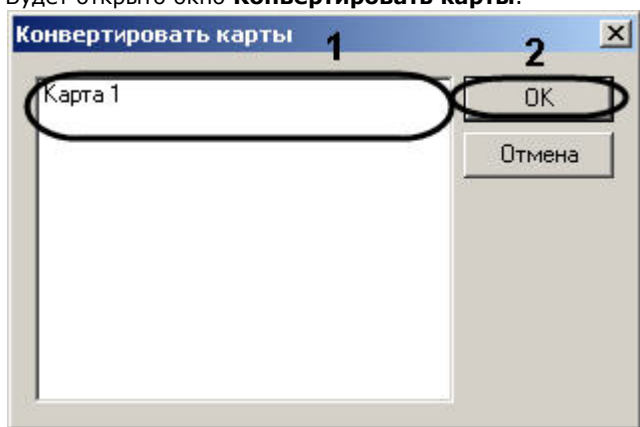 Будет открыто окно Конвертировать карты.
Конвертировать карты
1
2
Карта 1
OK
Отмена